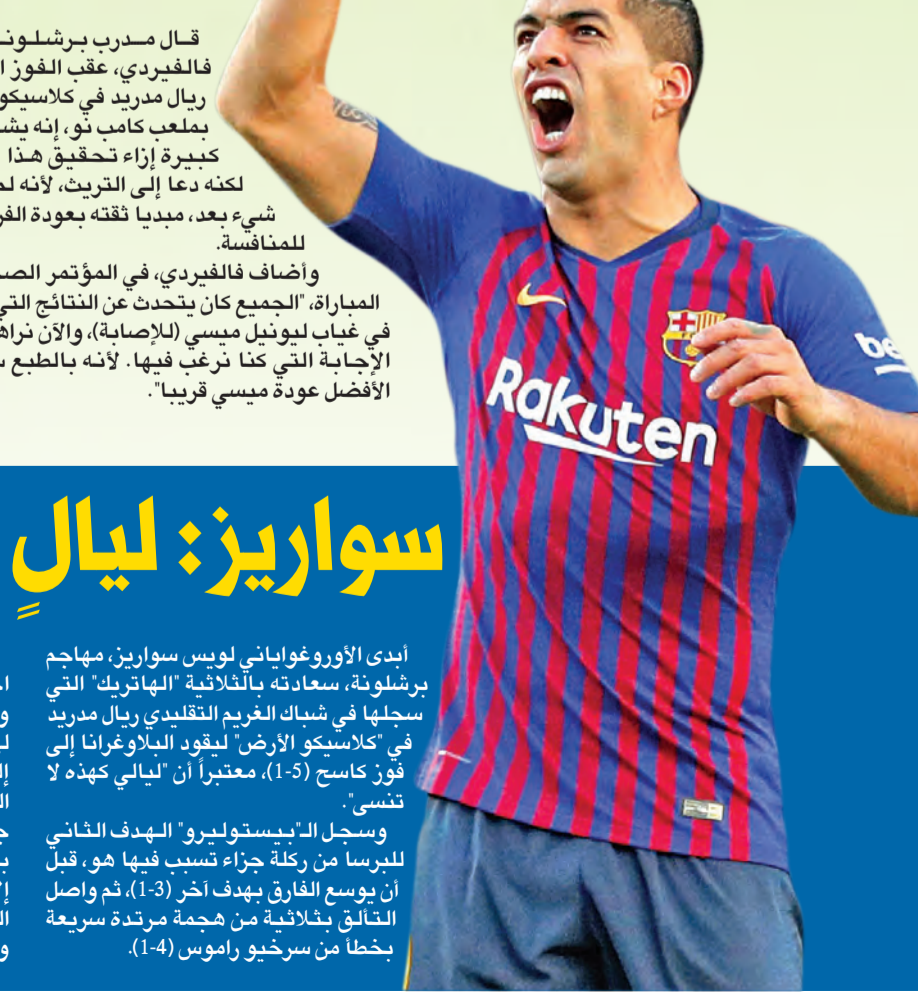 قال مدرب برشلونة
فالفيردي، عقب الفوز
ريال مدريد في كلاسيكو
بملعب كامب نو، إنه
كبيرة إزاء تحقيق هذا
لكنه دعا إلى التريث، لأنه
شيء بعد، مبديا ثقته بعودة
للمنافسة.
وأضاف فالفيردي، في المؤتمر
المباراة، "الجميع كان يتحدث عن النتائج التي
في غياب ليونيل ميسي (للإصابة)، والآن
الإجابة التي كنا نرغب فيها. لأنه بالطبع
الأفضل عودة ميسي قريبا".
Rakuten
be
سواريز: ليالٍ
أبدى الأوروغواياني لويس سواريز، مهاجم
برشلونة، سعادته بالثلاثية "الهاتريك" التي
سجلها في شباك الغريم التقليدي ريال مدريد
في "كلاسيكو الأرض" ليقود البلاوغرانا إلى
فوز كاسح (5-1)، معتبراً أن "ليالي كهذه لا
تنسى".
وسجل الـ"بيستوليرو" الهدف الثاني
للبرسا من ركلة جزاء تسبب فيها هو، قبل
أن يوسع الفارق بهدف آخر (3-1)، ثم واصل
التألق بثلاثية من هجمة مرتدة سريعة
بخطأ من سرخيو راموس (4-1).